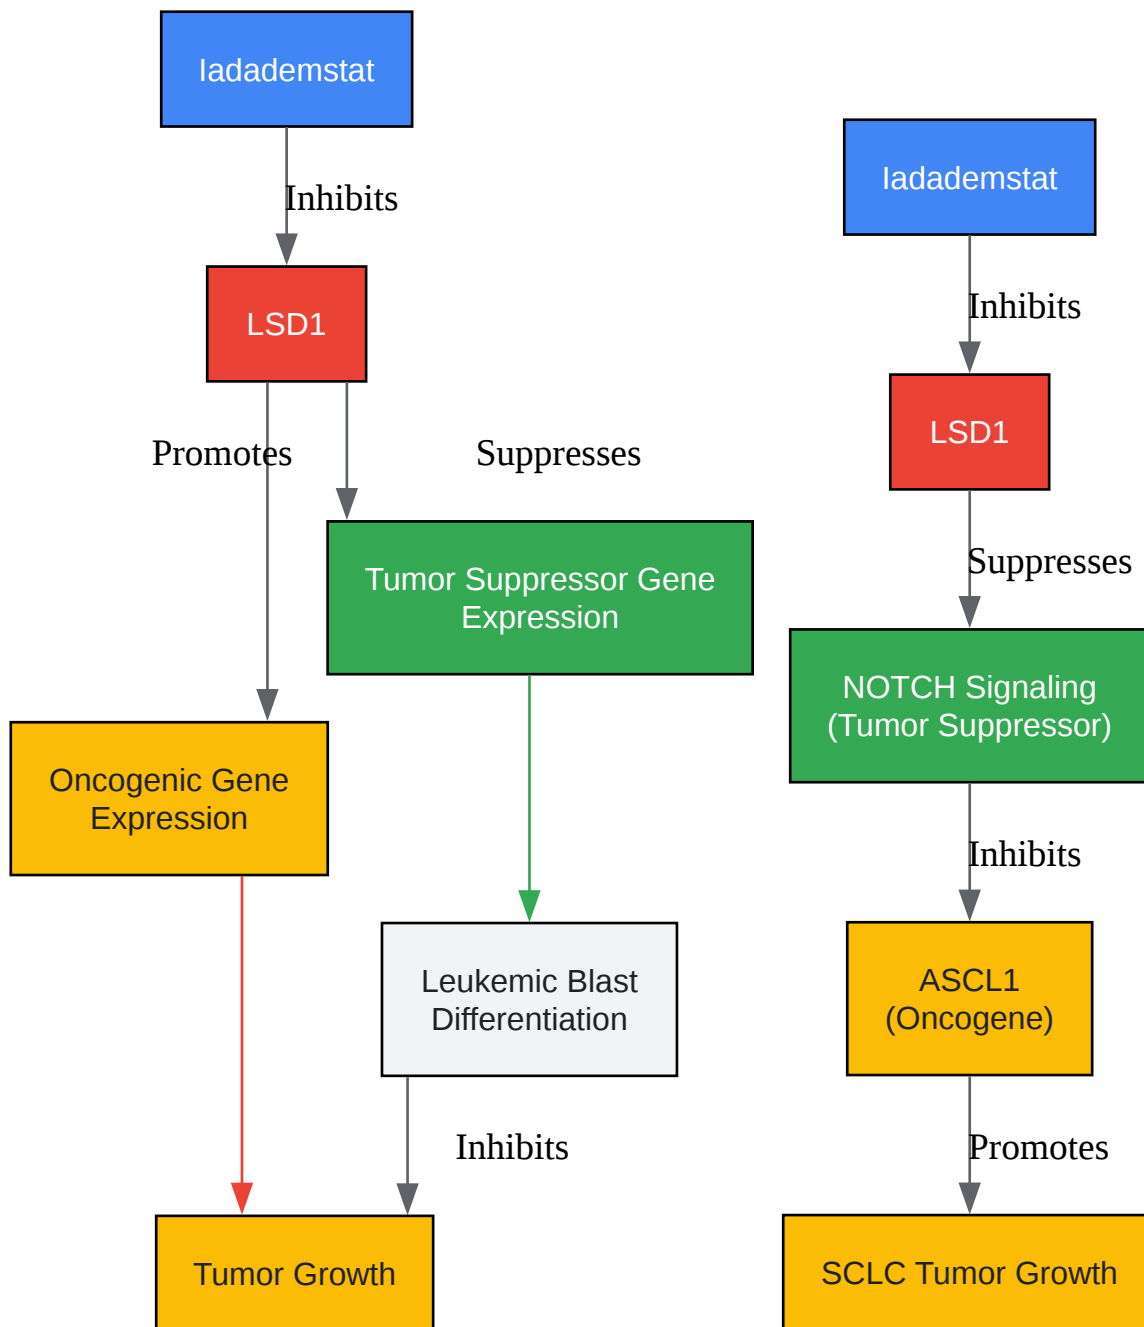 Iadademstat
Inhibits
LSD1
Promotes
Suppresses
Tumor Suppressor Gene
Expression
Oncogenic Gene
Expression
Leukemic Blast
Differentiation
Inhibits
Tumor Growth
Iadademstat
Inhibits
LSD1
Suppresses
NOTCH Signaling
(Tumor Suppressor)
Inhibits
ASCL1
(Oncogene)
Promotes
SCLC Tumor Growth